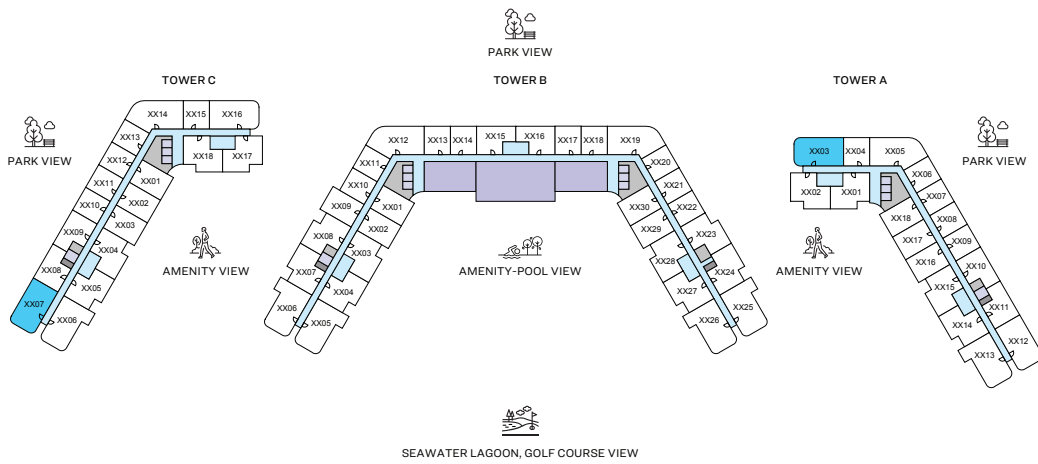 PARK VIEW
TOWER C
TOWER B
TOWER A
PARK VIEW
PARK VIEW
XX14
XX15
XX16
XX13
XX12
XX11
XX10
XX09
XX08
XX07
XX06
XX05
XX04
XX03
XX02
XX01
XX18
XX17
AMENITY VIEW
XX12
XX13
XX14
XX15
XX16
XX17
XX18
XX19
XX11
XX10
XX09
XX08
XX07
XX06
XX05
XX04
XX03
XX02
XX01
XX20
XX21
XX22
XX23
XX24
XX25
XX26
XX27
XX28
XX29
XX30
AMENITY-POOL VIEW
XX03
XX04
XX05
XX02
XX01
XX06
XX07
XX08
XX09
XX10
XX11
XX12
XX13
XX14
XX15
XX16
XX17
XX18
AMENITY VIEW
SEAWATER LAGOON, GOLF COURSE VIEW